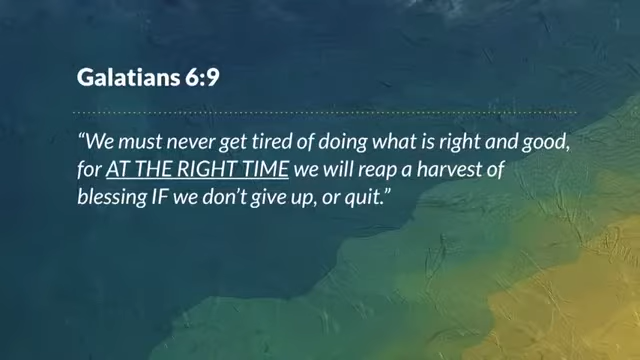 Galatians 6:9
“We must never get tired of doing what is right and good,
for AT THE RIGHT TIME we will reap a harvest of
blessing IF we don’t give up, or quit.”